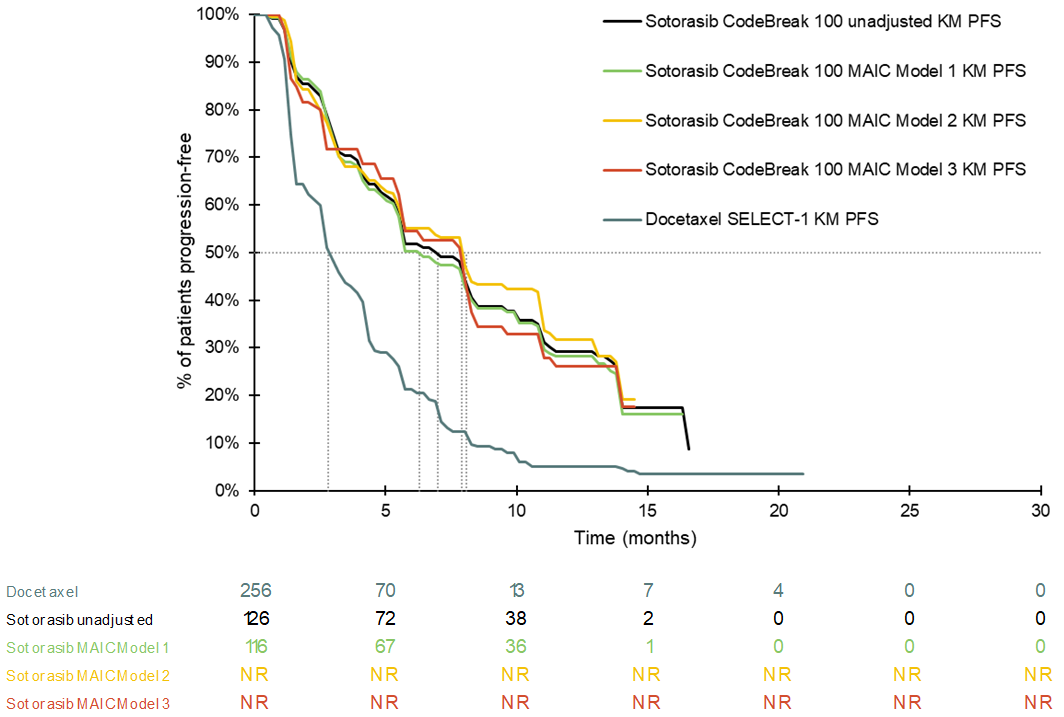 100%
90%
80%
70%
60%
50%
40%
30%
20%
10%
0%
% of patients progression-free
Sotorasib CodeBreak 100 unadjusted KM PFS
Sotorasib CodeBreak 100 MAIC Model 1 KM PFS
Sotorasib CodeBreak 100 MAIC Model 2 KM PFS
Sotorasib CodeBreak 100 MAIC Model 3 KM PFS
Docetaxel SELECT-1 KM PFS
0 5 10 15 20 25 30
Time (months)
Docetaxel 256 70 13 7 4 0 0
Sotorasib unadjusted 126 72 38 2 0 0 0
Sotorasib MAIC Model 1 116 67 36 1 0 0 0
Sotorasib MAIC Model 2 NR NR NR NR NR NR NR
Sotorasib MAIC Model 3 NR NR NR NR NR NR NR